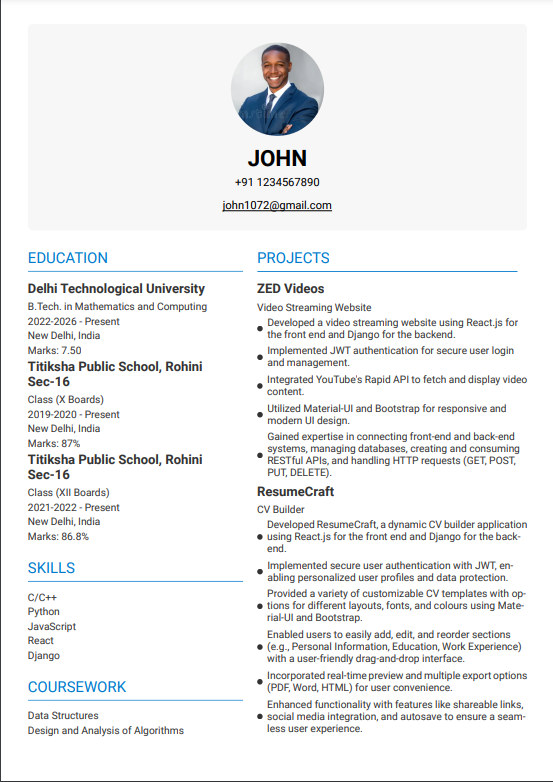 JOHN
+91 1234567890
john1072@gmail.com
EDUCATION
Delhi Technological University
B.Tech. in Mathematics and Computing
2022-2026 - Present
New Delhi, India
Marks: 7.50
Titiksha Public School, Rohini
Sec-16
Class (X Boards)
2019-2020 - Present
New Delhi, India
Marks: 87%
Titiksha Public School, Rohini
Sec-16
Class (XII Boards)
2021-2022 - Present
New Delhi, India
Marks: 86.8%
SKILLS
C/C++
Python
JavaScript
React
Django
COURSEWORK
Data Structures
Design and Analysis of Algorithms
PROJECTS
ZED Videos
Video Streaming Website
● Developed a video streaming website using React.js for
the front end and Django for the backend.
● Implemented JWT authentication for secure user login
and management.
● Integrated YouTube's Rapid API to fetch and display video
content.
● Utilized Material-UI and Bootstrap for responsive and
modern UI design.
● Gained expertise in connecting front-end and back-end
systems, managing databases, creating and consuming
RESTful APIs, and handling HTTP requests (GET, POST,
PUT, DELETE).
ResumeCraft
CV Builder
● Developed ResumeCraft, a dynamic CV builder application
using React.js for the front end and Django for the back-
end.
● Implemented secure user authentication with JWT, en-
abling personalized user profiles and data protection.
● Provided a variety of customizable CV templates with op-
tions for different layouts, fonts, and colours using Mate-
rial-UI and Bootstrap.
● Enabled users to easily add, edit, and reorder sections
(e.g., Personal Information, Education, Work Experience)
with a user-friendly drag-and-drop interface.
● Incorporated real-time preview and multiple export options
(PDF, Word, HTML) for user convenience.
● Enhanced functionality with features like shareable links,
social media integration, and autosave to ensure a seam-
less user experience.